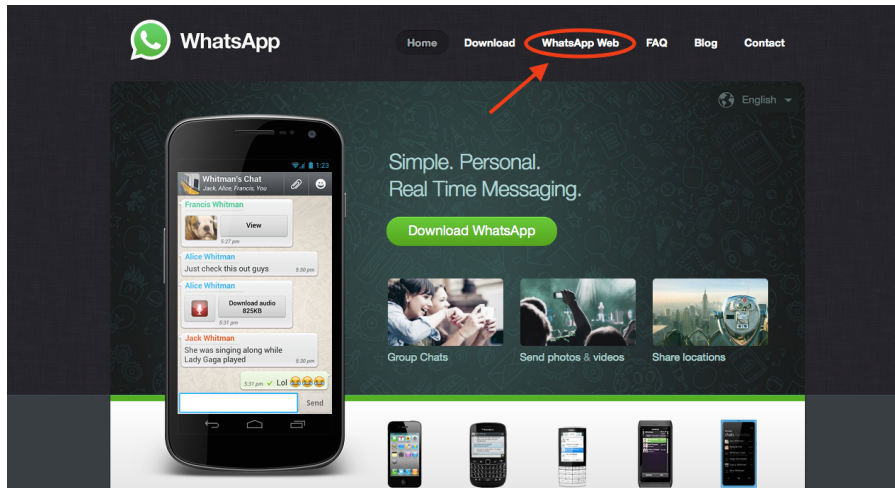 WhatsApp
Home Download WhatsApp Web FAQ Blog Contact
English
1:23
Whitman's Chat
Jack, Alice, Francis, You
Francis Whitman
View
5:27 pm
Alice Whitman
Just check this out guys
5:30 pm
Alice Whitman
Download audio
825KB
5:31 pm
Jack Whitman
She was singing along while
Lady Gaga played
5:30 pm
5:31 pm Lol
Send
Simple. Personal.
Real Time Messaging.
Download WhatsApp
Group Chats
Send photos & videos
Share locations